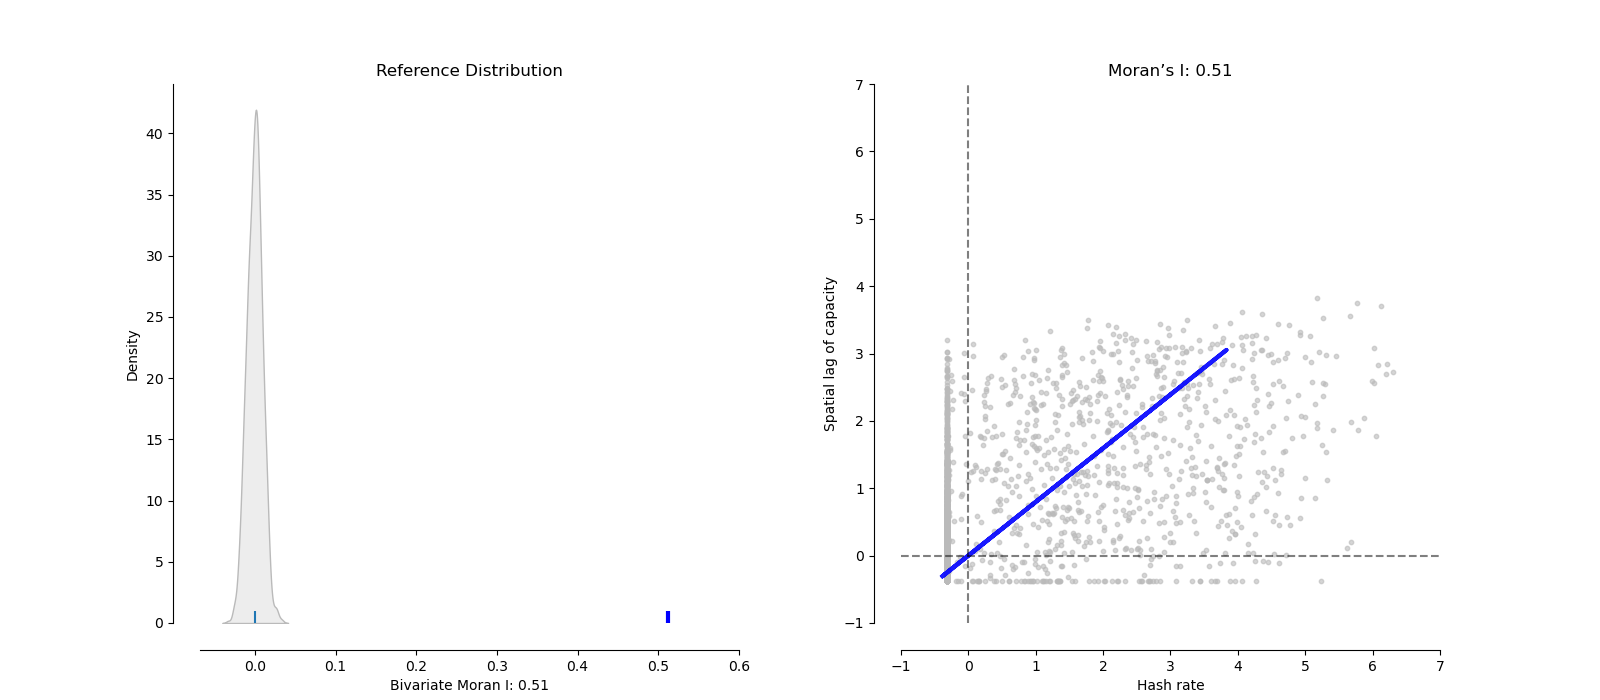 Reference Distribution
Density
40
35
30
25
20
15
10
5
0
0.0 0.1 0.2 0.3 0.4 0.5 0.6
Bivariate Moran I: 0.51
Moran’s I: 0.51
Spatial lag of capacity
7
6
5
4
3
2
1
0
−1
−1 0 1 2 3 4 5 6 7
Hash rate